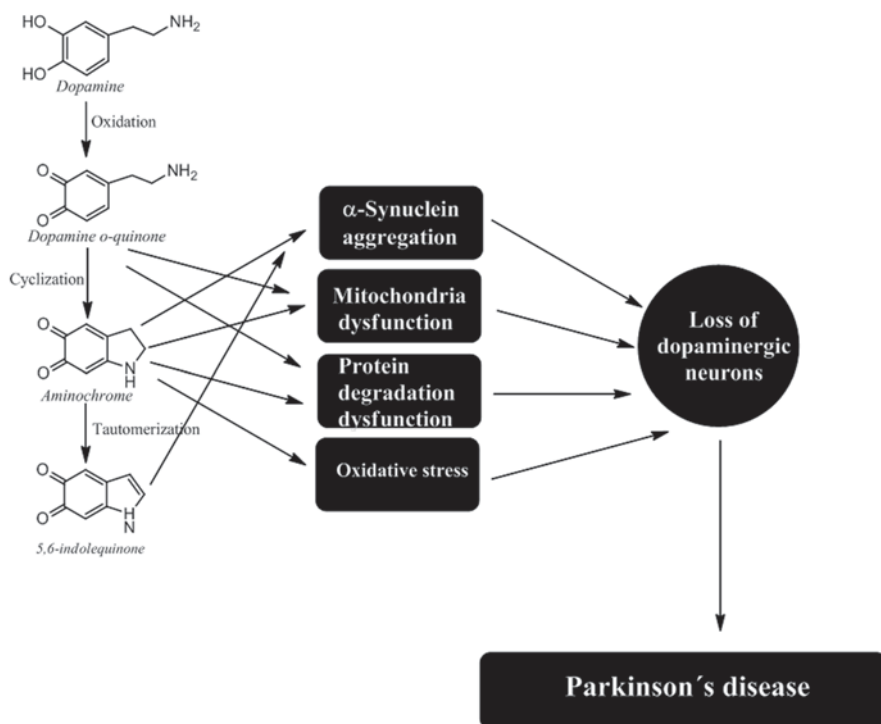 HO
NH2
HO
Dopamine
Oxidation
O
NH2
O
Dopamine o-quinone
Cyclization
O
O
N
H
Aminochrome
Tautomerization
O
O
H
N
5,6-indolequinone
α-Synuclein
aggregation
Mitochondria
dysfunction
Protein
degradation
dysfunction
Oxidative stress
Loss of
dopaminergic
neurons
Parkinson´s disease